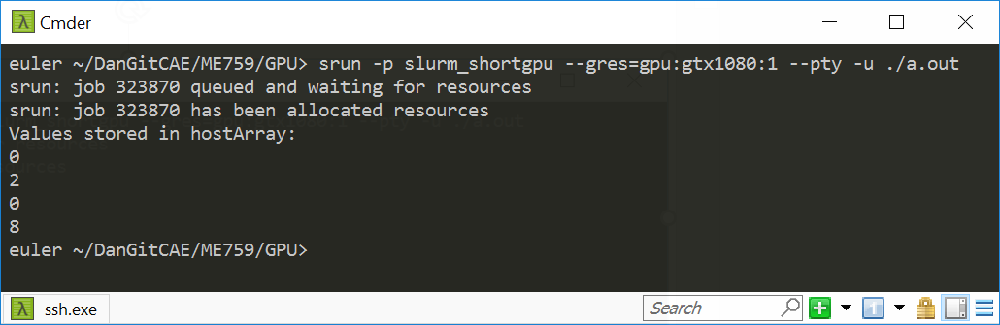 Cmder
euler ~/DanGitCAE/ME759/GPU> srun -p slurm_shortgpu --gres=gpu:gtx1080:1 --pty -u ./a.out
srun: job 323870 queued and waiting for resources
srun: job 323870 has been allocated resources
Values stored in hostArray:
0
2
0
8
euler ~/DanGitCAE/ME759/GPU>
ssh.exe
Search
1